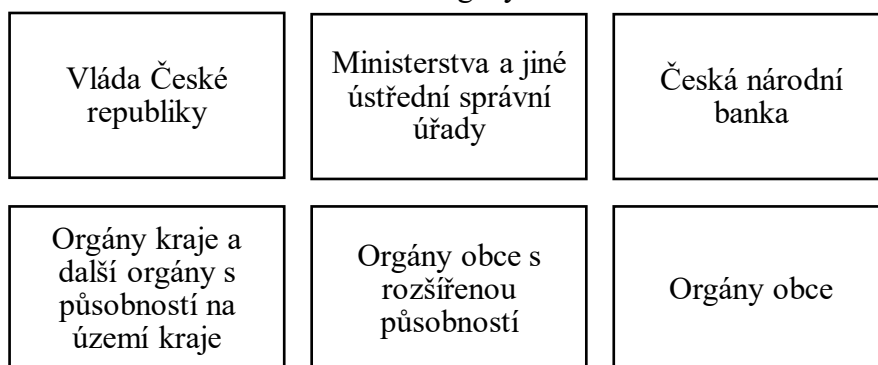 Vláda České
republiky
Ministerstva a jiné
ústřední správní
úřady
Česká národní
banka
Orgány kraje a
další orgány s
působností na
území kraje
Orgány obce s
rozšířenou
působností
Orgány obce